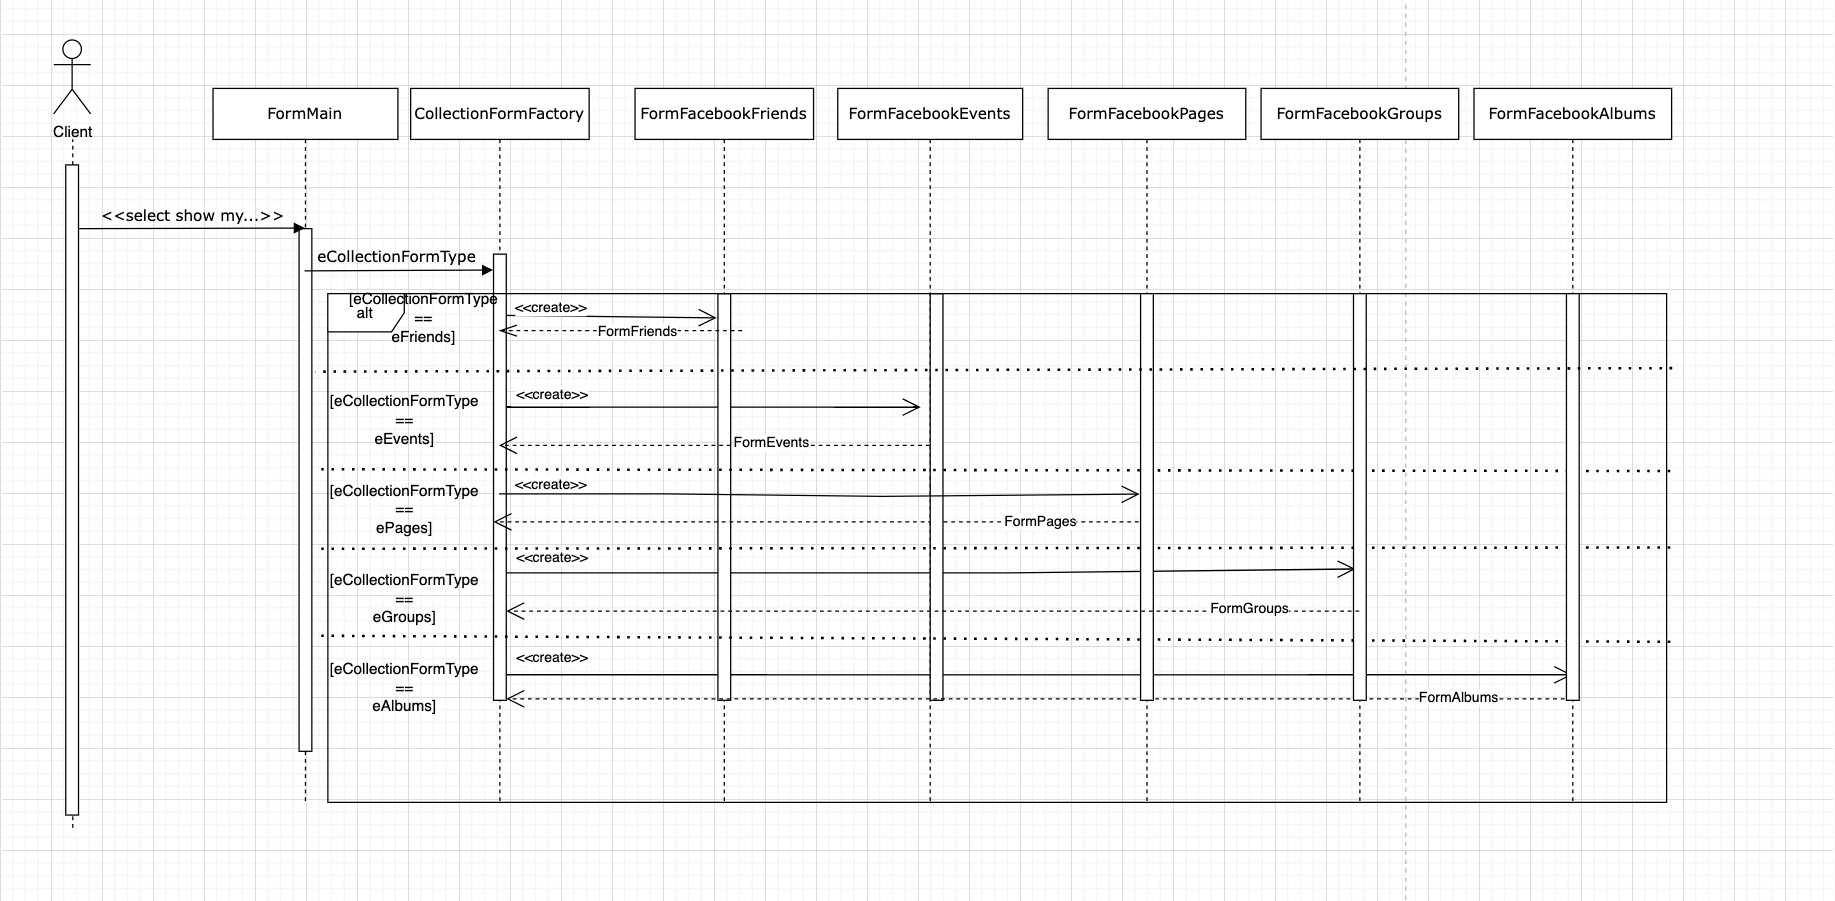 Client
FormMain
CollectionFormFactory
FormFacebookFriends
FormFacebookEvents
FormFacebookPages
FormFacebookGroups
FormFacebookAlbums
<<select show my...>>
eCollectionFormType
alt
[eCollectionFormType
==
eFriends]
<<create>>
FormFriends
[eCollectionFormType
==
eEvents]
<<create>>
FormEvents
[eCollectionFormType
==
ePages]
<<create>>
FormPages
[eCollectionFormType
==
eGroups]
<<create>>
FormGroups
[eCollectionFormType
==
eAlbums]
<<create>>
FormAlbums